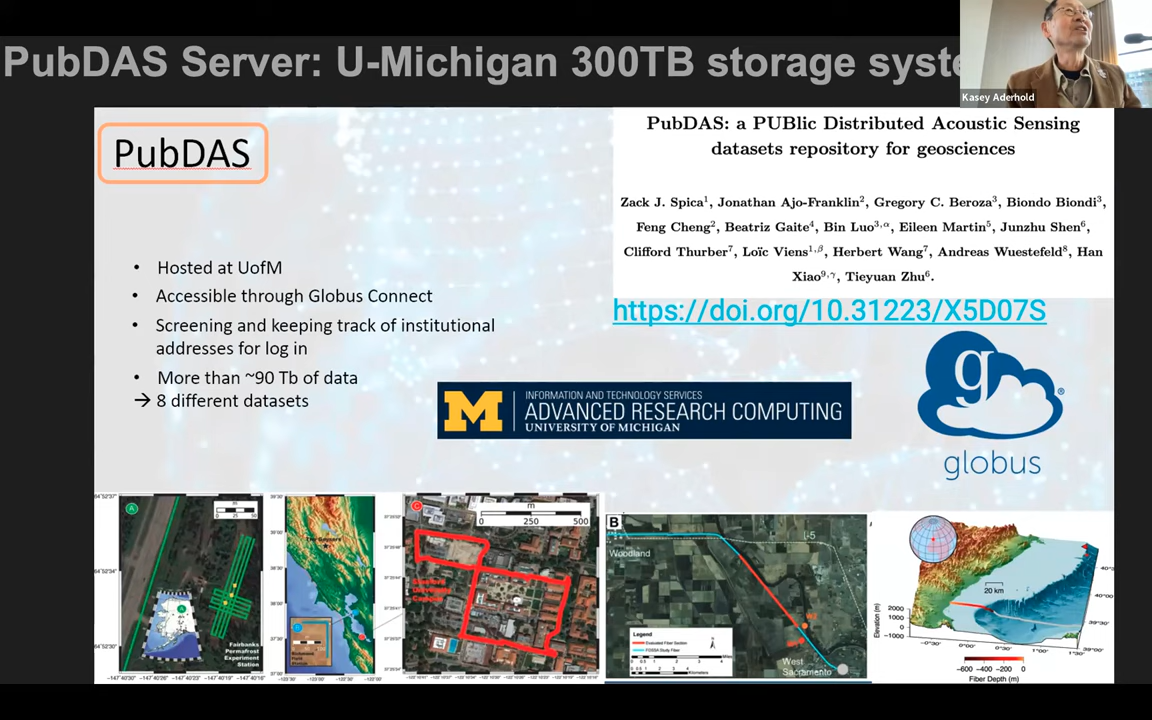 PubDAS Server: U-Michigan 300TB storage syste
Kasey Aderhold
PubDAS
PubDAS: a PUBlic Distributed Acoustic Sensing
datasets repository for geosciences
Zack J. Spica¹, Jonathan Ajo-Franklin², Gregory C. Beroza³, Biondo Biondi³,
Feng Cheng², Beatriz Gaite⁴, Bin Luo³,ᵅ, Eileen Martin⁵, Junzhu Shen⁶,
Clifford Thurber⁷, Loïc Viens¹,ᵝ, Herbert Wang⁷, Andreas Wuestefeld⁸, Han
Xiao⁹,ᵞ, Tieyuan Zhu⁶.
https://doi.org/10.31223/X5D07S
• Hosted at UofM
• Accessible through Globus Connect
• Screening and keeping track of institutional
addresses for log in
• More than ~90 Tb of data
→ 8 different datasets
M
INFORMATION AND TECHNOLOGY SERVICES
ADVANCED RESEARCH COMPUTING
UNIVERSITY OF MICHIGAN
g
®
globus
A
Fairbanks
Permafrost
Experiment
Station
C
m
0 250 500
Stanford
University
Campus
B
Woodland
I-5
West
Sacramento
Legend
20 km
Elevation (m)
2000
1000
0
−1000
−600 −400 −200 0
Fiber Depth (m)